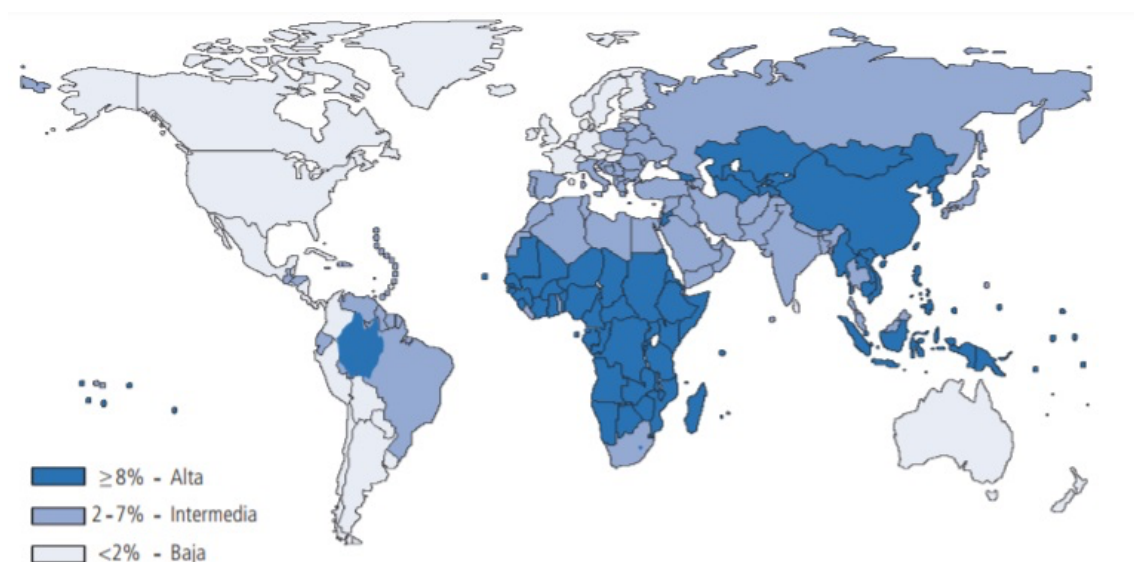 ≥8% - Alta
2-7% - Intermedia
<2% - Baja